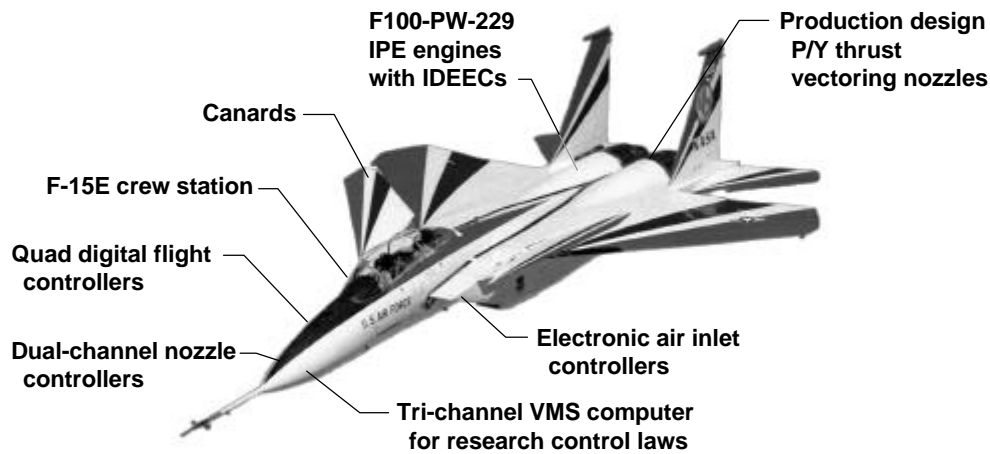 F100-PW-229
IPE engines
with IDEECs
Production design
P/Y thrust
vectoring nozzles
Canards
F-15E crew station
Quad digital flight
controllers
Dual-channel nozzle
controllers
Electronic air inlet
controllers
Tri-channel VMS computer
for research control laws
U.S. AIR FORCE
NASA